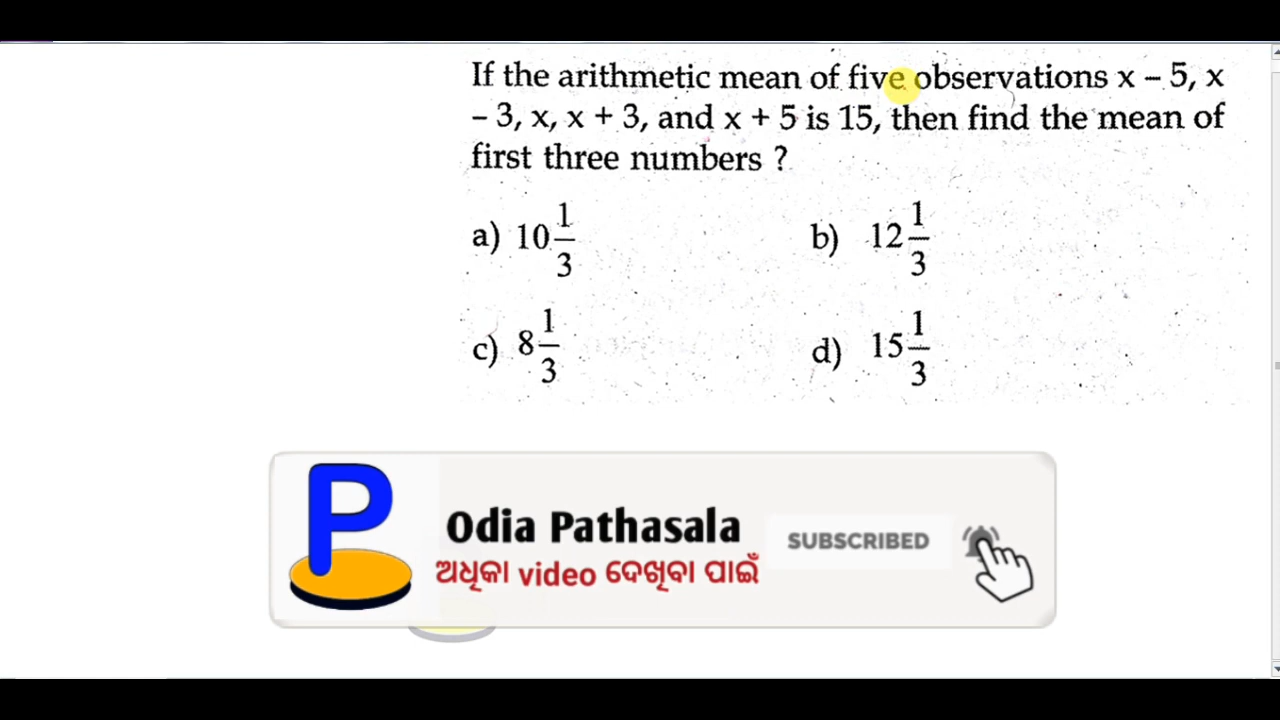 If the arithmetic mean of five observations x – 5, x
– 3, x, x + 3, and x + 5 is 15, then find the mean of
first three numbers ?
a) 10 1/3 b) 12 1/3
c) 8 1/3 d) 15 1/3
P
Odia Pathasala
SUBSCRIBED
ଅଧିକା video ଦେଖିବା ପାଇଁ